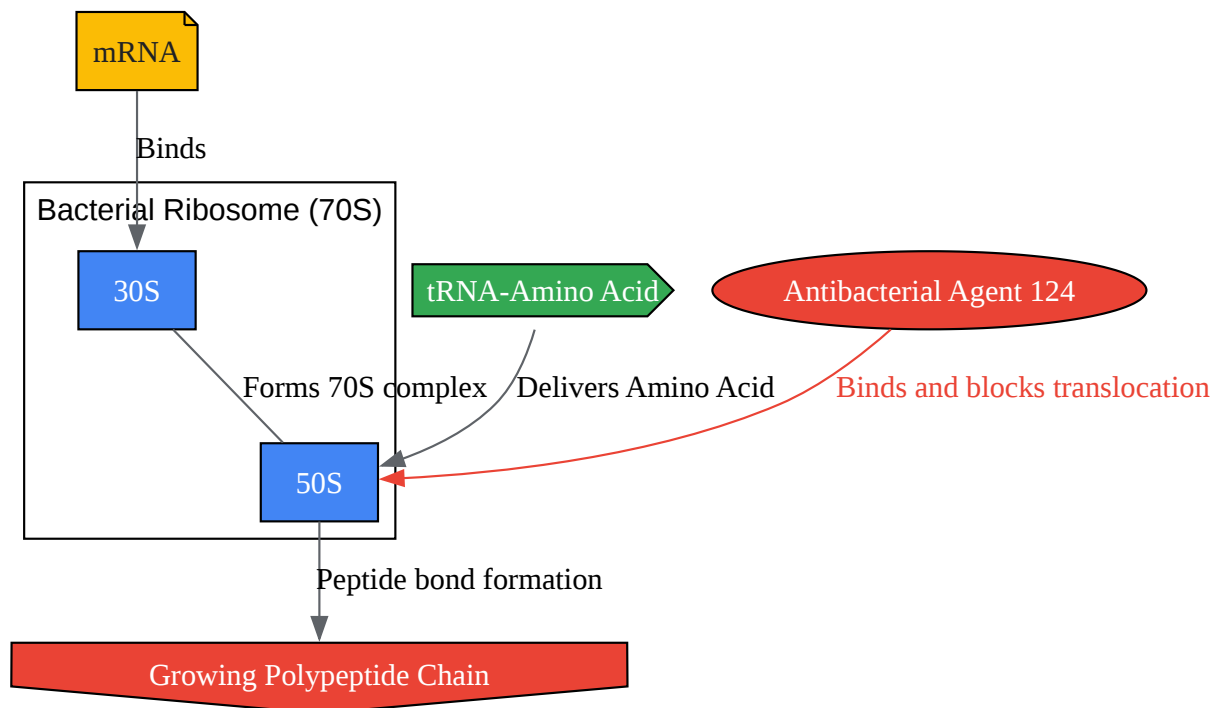 mRNA
Binds
Bacterial Ribosome (70S)
30S
tRNA-Amino Acid
Antibacterial Agent 124
Forms 70S complex
Delivers Amino Acid
Binds and blocks translocation
50S
Peptide bond formation
Growing Polypeptide Chain